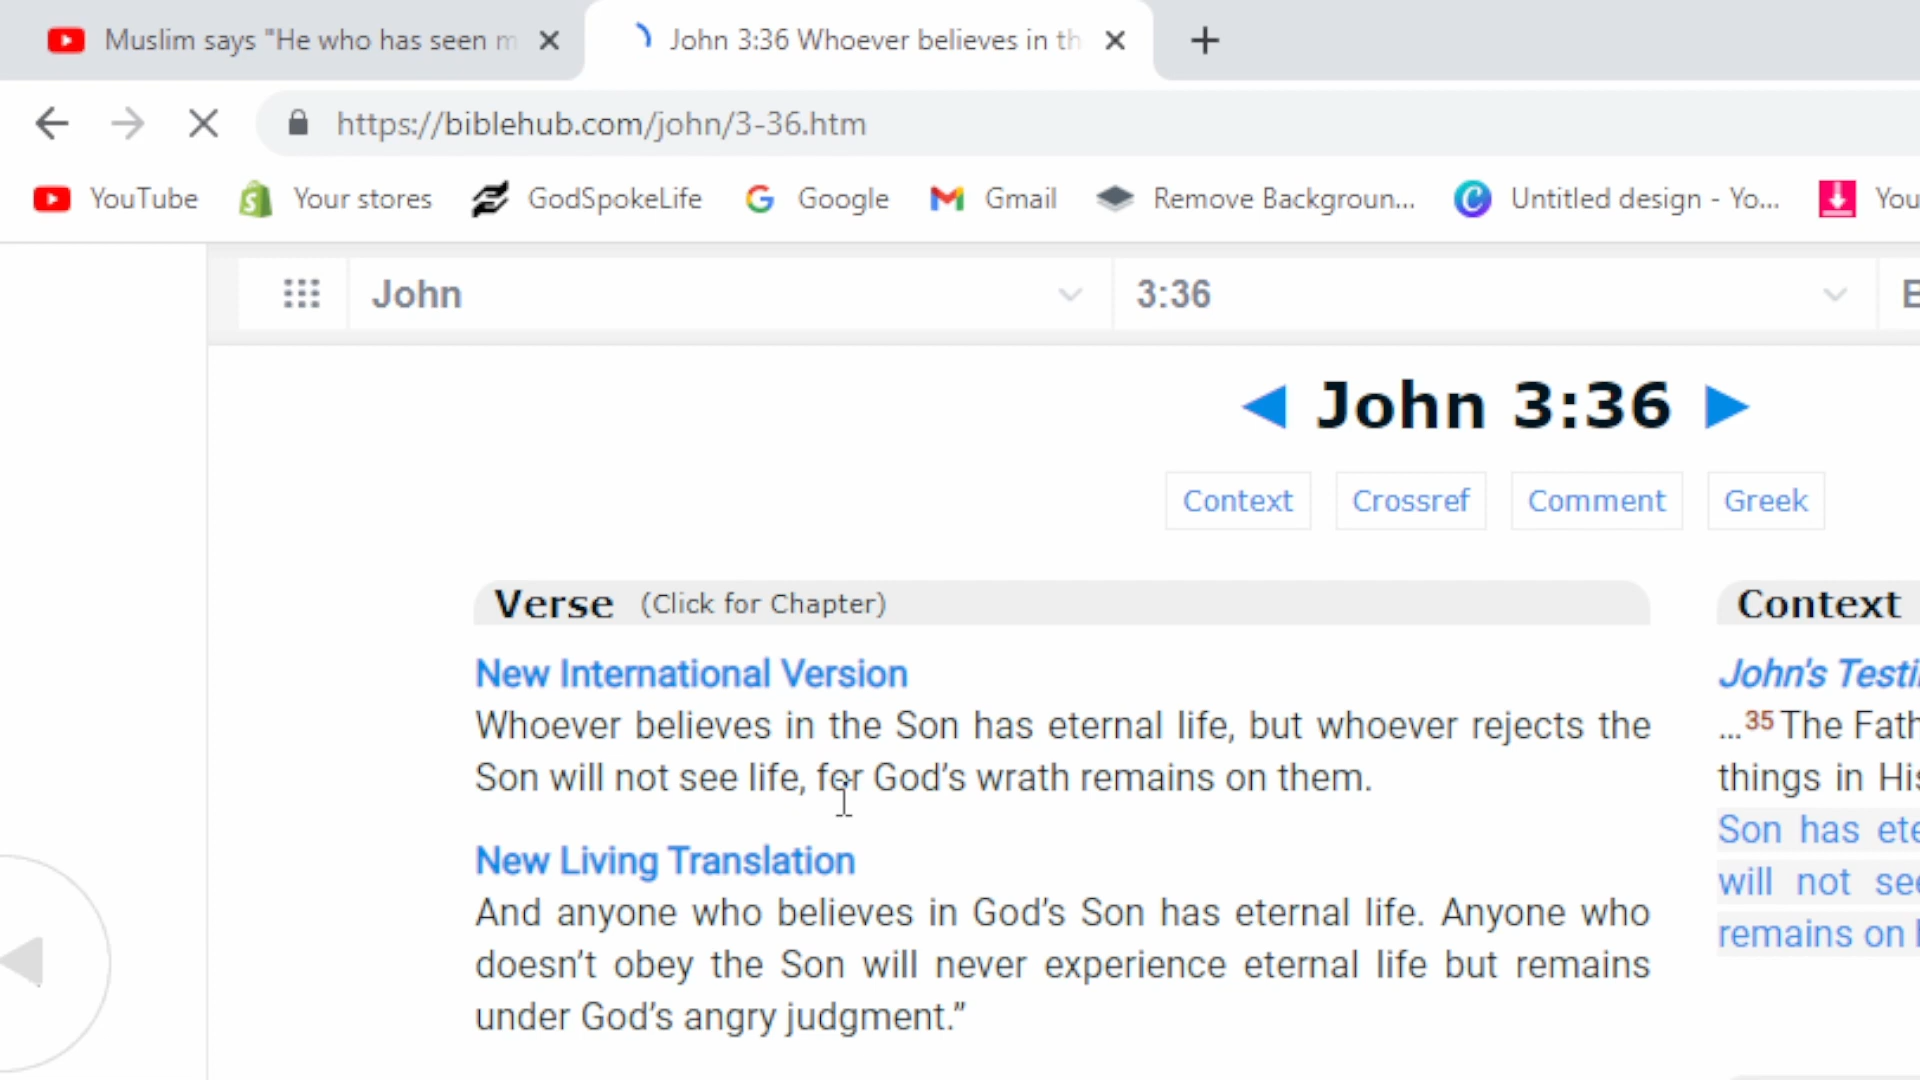 Muslim says "He who has seen m
John 3:36 Whoever believes in th
https://biblehub.com/john/3-36.htm
YouTube Your stores GodSpokeLife Google Gmail Remove Backgroun... Untitled design - Yo... You
John 3:36
◀ John 3:36 ▶
Context Crossref Comment Greek
Verse (Click for Chapter)
New International Version
Whoever believes in the Son has eternal life, but whoever rejects the
Son will not see life, for God’s wrath remains on them.
New Living Translation
And anyone who believes in God’s Son has eternal life. Anyone who
doesn’t obey the Son will never experience eternal life but remains
under God’s angry judgment.”
Context
John's Testi
...35 The Fath
things in His
Son has ete
will not see
remains on